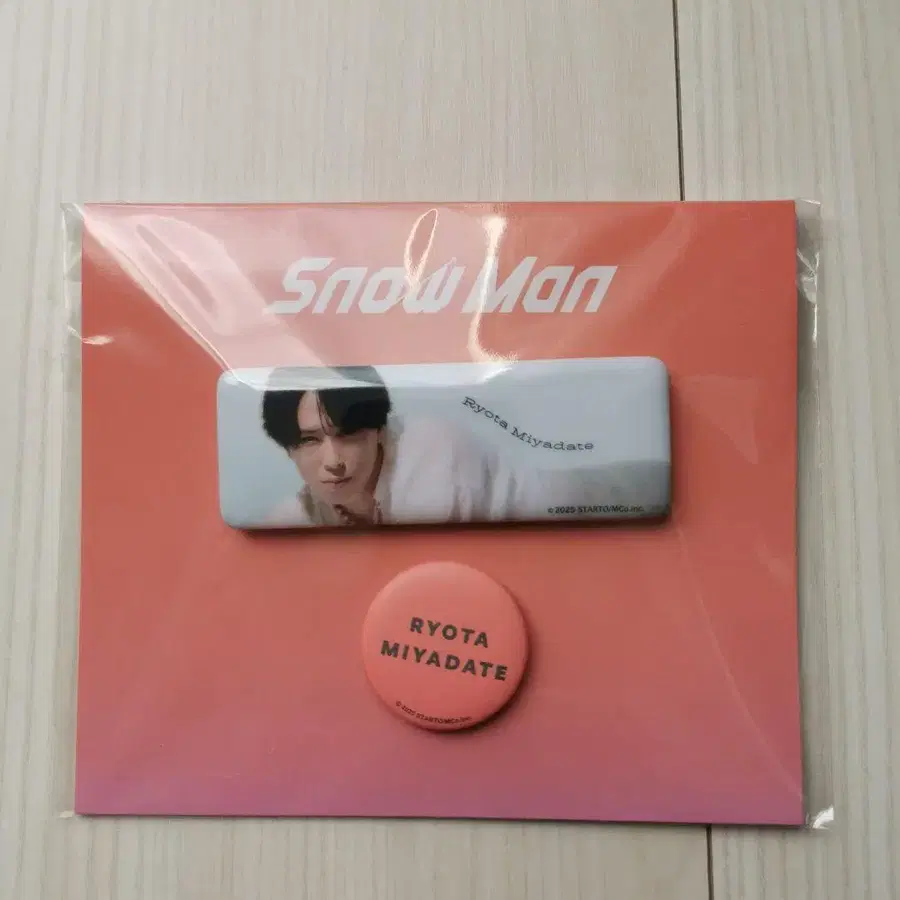 Snow Man
Ryota Miyadate
© 2025 STARTO/MCo.Inc.
RYOTA
MIYADATE
© 2025 STARTO/MCo.Inc.